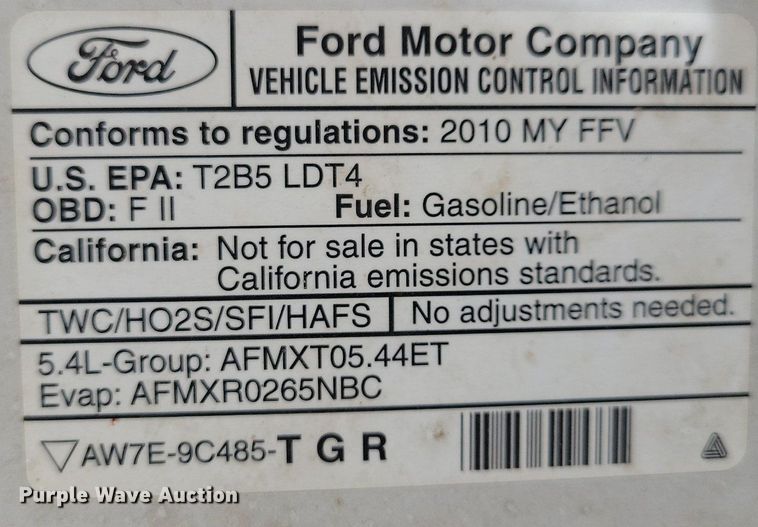 Ford
Ford Motor Company
VEHICLE EMISSION CONTROL INFORMATION
Conforms to regulations: 2010 MY FFV
U.S. EPA: T2B5 LDT4
OBD: F II Fuel: Gasoline/Ethanol
California: Not for sale in states with
California emissions standards.
TWC/HO2S/SFI/HAFS No adjustments needed.
5.4L-Group: AFMXT05.44ET
Evap: AFMXR0265NBC
AW7E-9C485-T G R
Purple Wave Auction